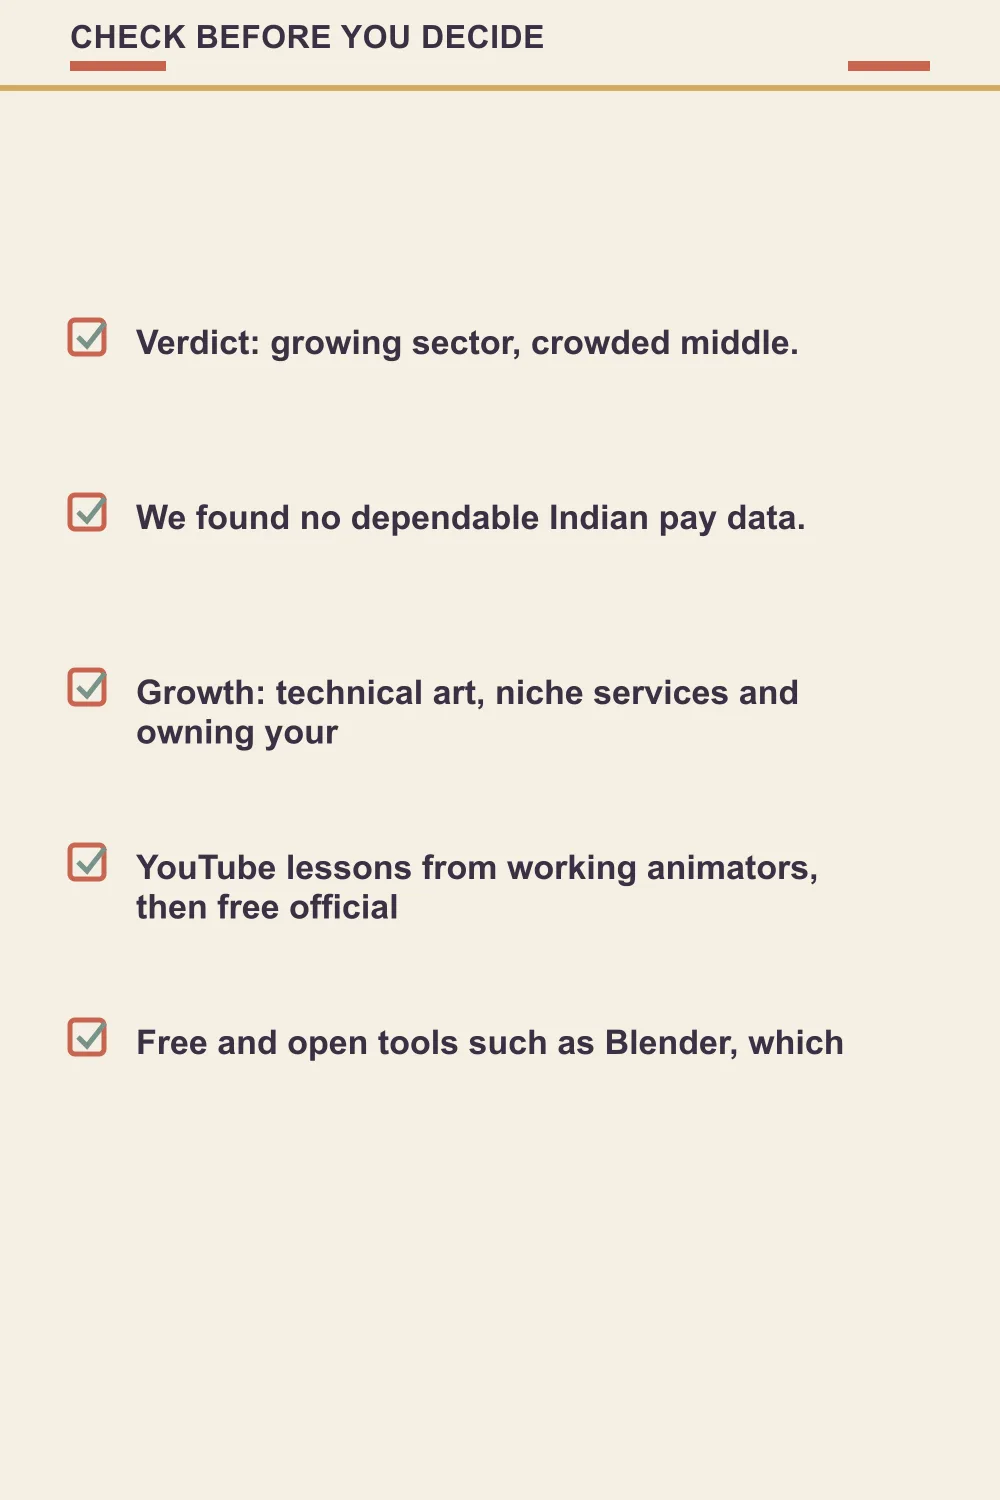 CHECK BEFORE YOU DECIDE
Verdict: growing sector, crowded middle.
We found no dependable Indian pay data.
Growth: technical art, niche services and
owning your
YouTube lessons from working animators,
then free official
Free and open tools such as Blender, which